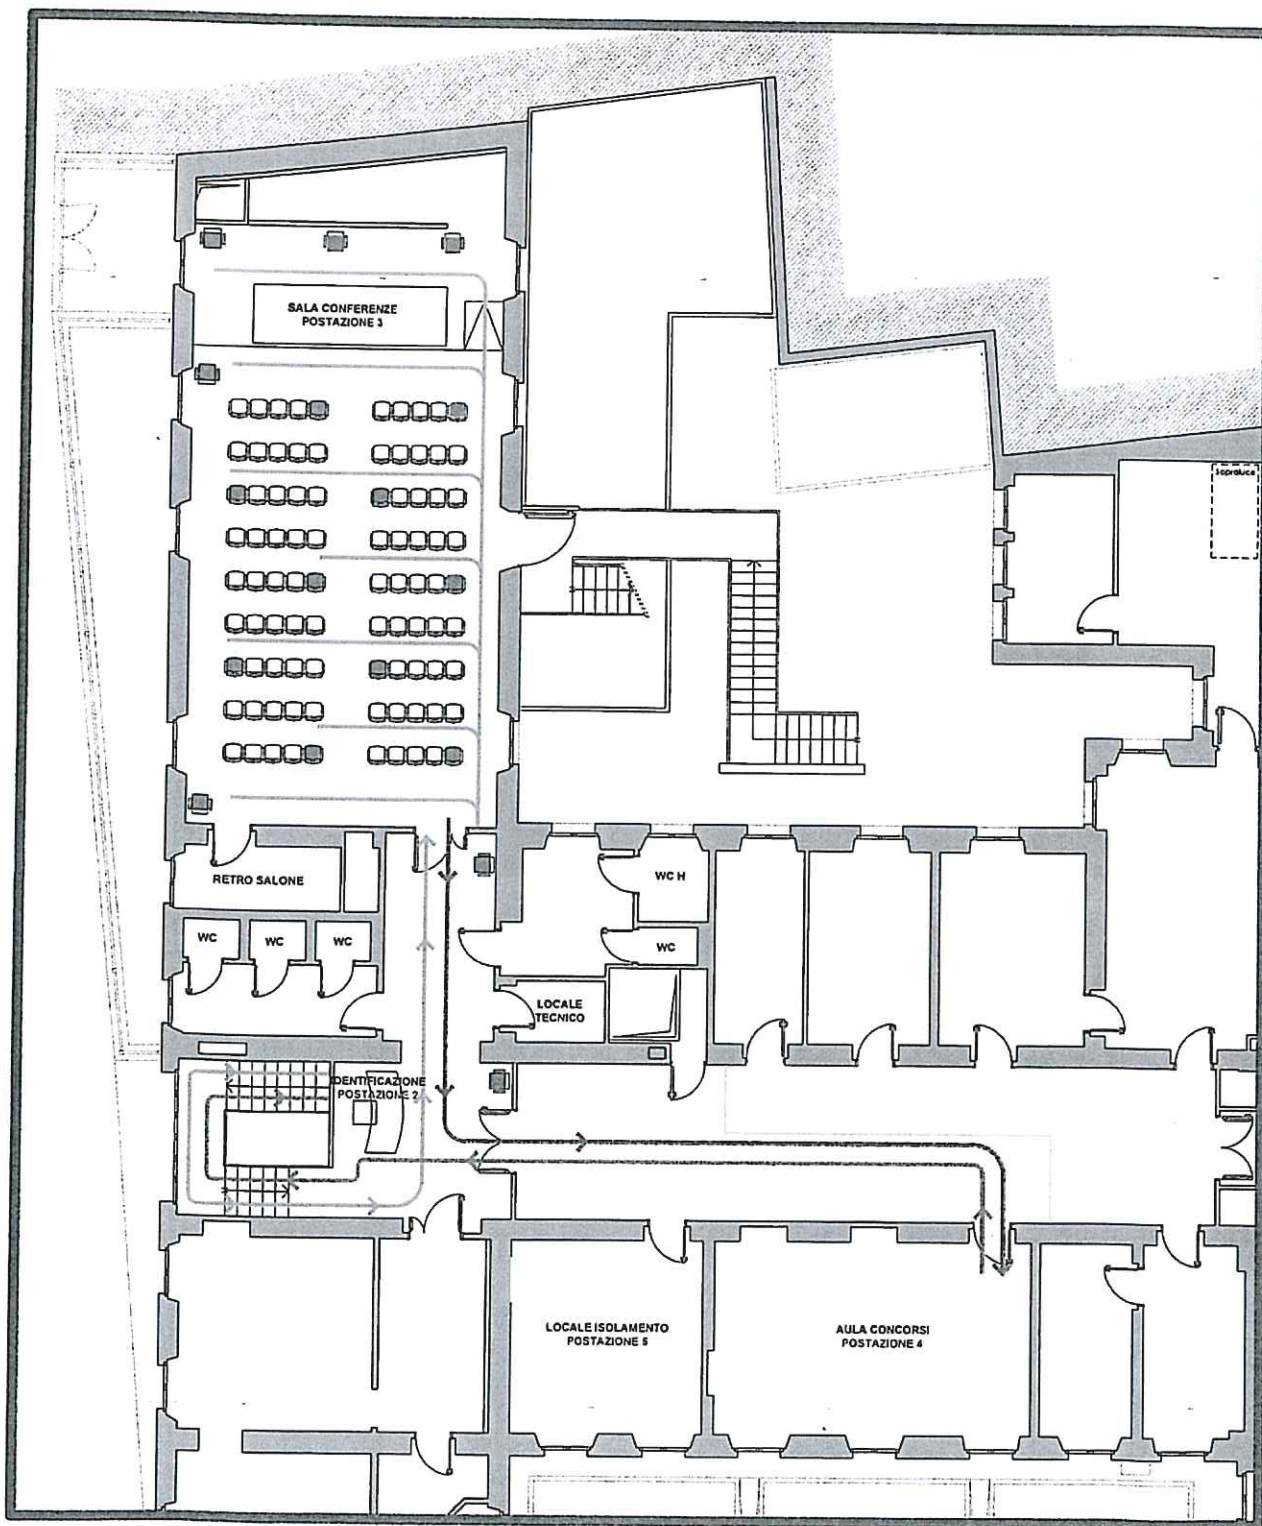 SALA CONFERENZE
POSTAZIONE 3
Sopraluce
RETRO SALONE
WC H
WC
WC
WC
WC
LOCALE
TECNICO
IDENTIFICAZIONE
POSTAZIONE 2
LOCALE ISOLAMENTO
POSTAZIONE 5
AULA CONCORSI
POSTAZIONE 4